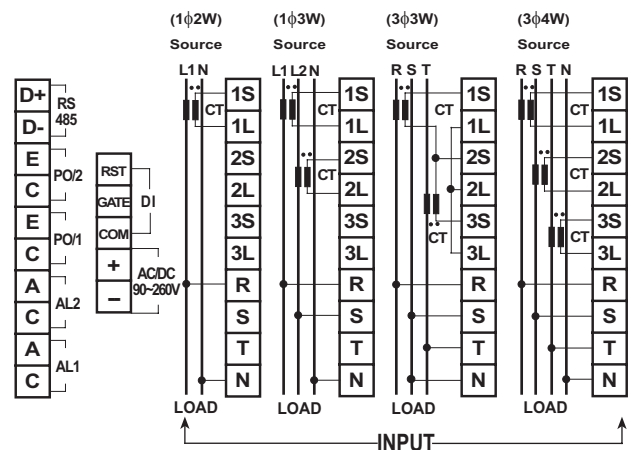 (1ϕ2W) (1ϕ3W) (3ϕ3W) (3ϕ4W)
Source Source Source Source
L1 N L1 L2 N R S T R S T N
D+
D-
E
C
E
C
A
C
A
C
RS
485
PO/2
PO/1
AL2
AL1
RST
GATE
COM
+
–
DI
AC/DC
90~260V
CT
1S
1L
2S
2L
3S
3L
R
S
T
N
LOAD
CT
CT
1S
1L
2S
2L
3S
3L
R
S
T
N
LOAD
CT
CT
1S
1L
2S
2L
3S
3L
R
S
T
N
LOAD
CT
CT
CT
1S
1L
2S
2L
3S
3L
R
S
T
N
LOAD
INPUT